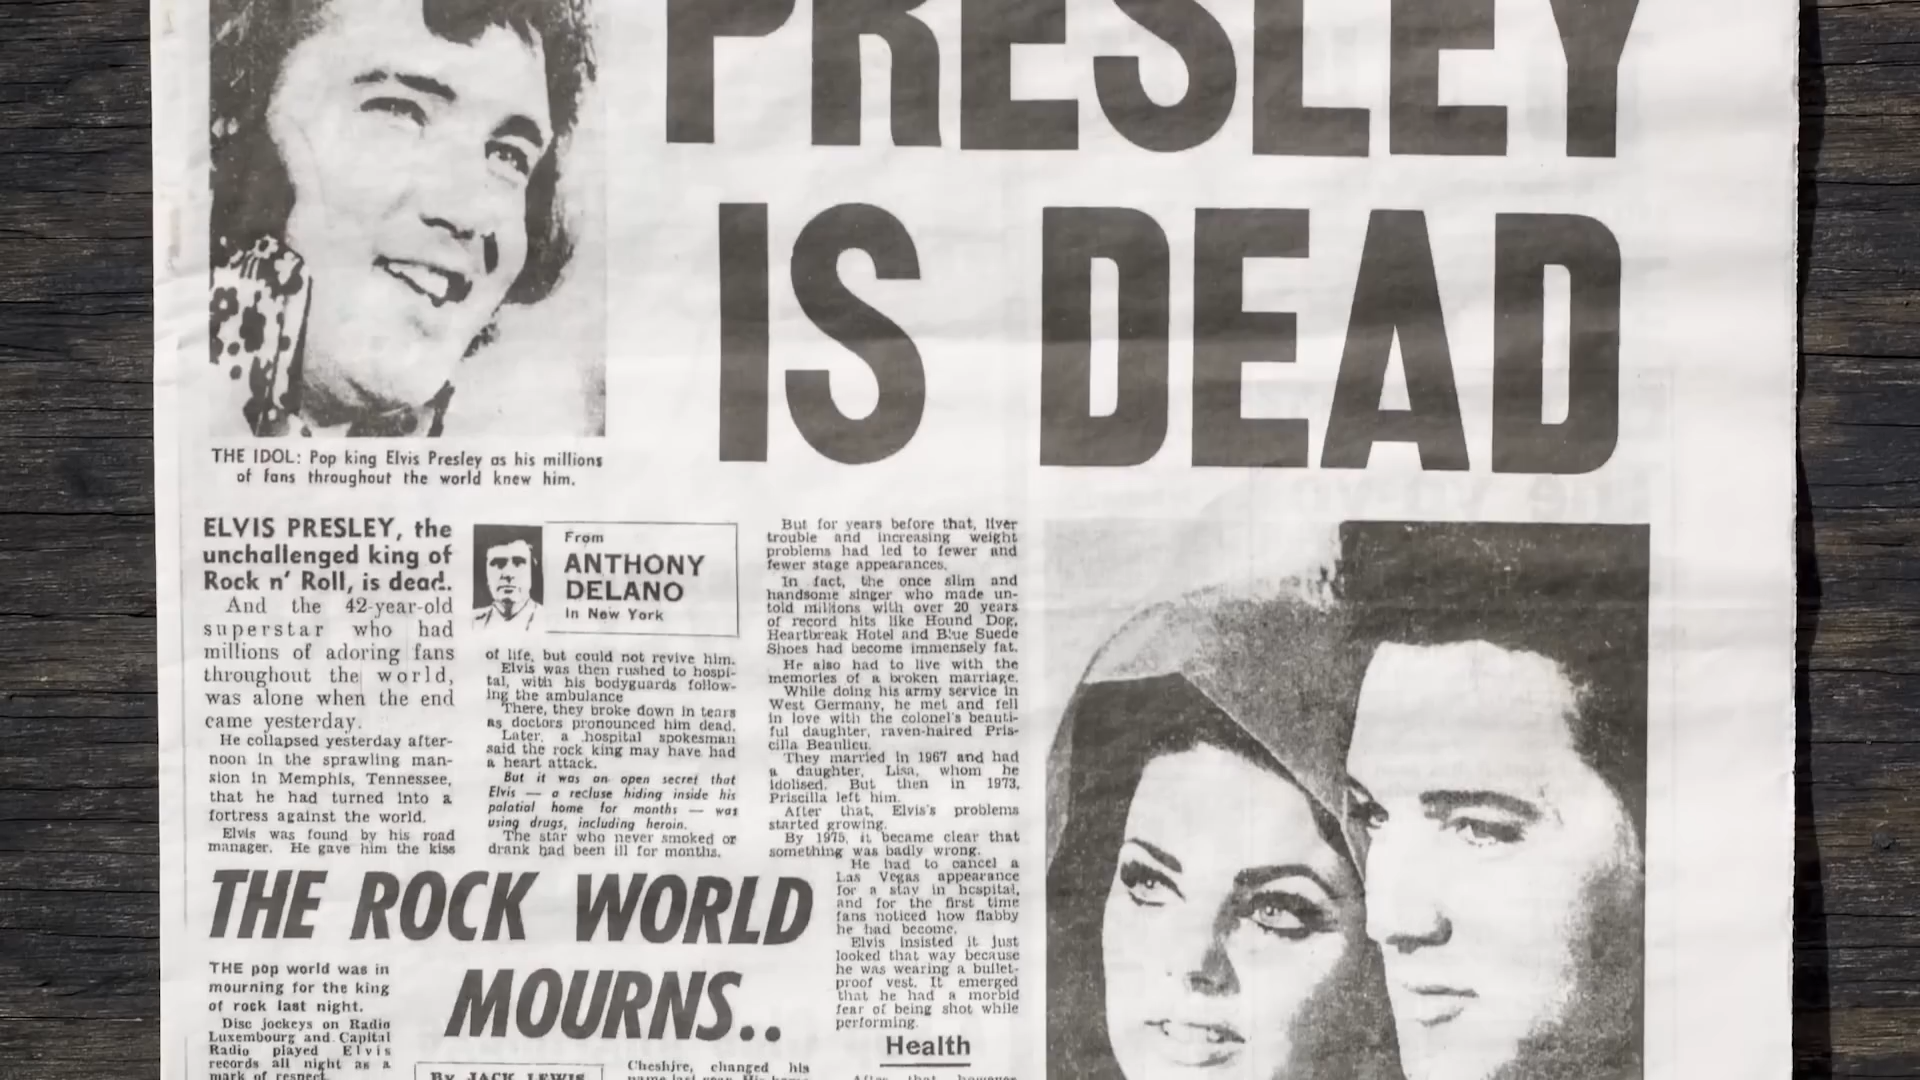 PRESLEY
IS DEAD
THE IDOL: Pop king Elvis Presley as his millions
of fans throughout the world knew him.
ELVIS PRESLEY, the
unchallenged king of
Rock n' Roll, is dead.
And the 42-year-old
superstar who had
millions of adoring fans
throughout the world,
was alone when the end
came yesterday.
He collapsed yesterday after-
noon in the sprawling man-
sion in Memphis, Tennessee,
that he had turned into a
fortress against the world.
Elvis was found by his road
manager. He gave him the kiss
From
ANTHONY
DELANO
In New York
of life, but could not revive him.
Elvis was then rushed to hospi-
tal, with his bodyguards follow-
ing the ambulance
There, they broke down in tears
as doctors pronounced him dead.
Later, a hospital spokesman
said the rock king may have had
a heart attack.
But it was an open secret that
Elvis — a recluse hiding inside his
palatial home for months — was
using drugs, including heroin.
The star who never smoked or
drank had been ill for months.
But for years before that, liver
trouble and increasing weight
problems had led to fewer and
fewer stage appearances.
In fact, the once slim and
handsome singer who made un-
told millions with over 20 years
of record hits like Hound Dog,
Heartbreak Hotel and Blue Suede
Shoes had become immensely fat.
He also had to live with the
memories of a broken marriage.
While doing his army service in
West Germany, he met and fell
in love with the colonel's beauti-
ful daughter, raven-haired Pris-
cilla Beaulieu.
They married in 1967 and had
a daughter, Lisa, whom he
idolised. But then in 1973,
Priscilla left him.
After that, Elvis's problems
started growing.
By 1975, it became clear that
something was badly wrong.
He had to cancel a
Las Vegas appearance
for a stay in hospital,
and for the first time
fans noticed how flabby
he had become.
Elvis insisted it just
looked that way because
he was wearing a bullet-
proof vest. It emerged
that he had a morbid
fear of being shot while
performing.
Health
After that, however,
THE ROCK WORLD
MOURNS..
THE pop world was in
mourning for the king
of rock last night.
Disc jockeys on Radio
Luxembourg and Capital
Radio played Elvis
records all night as a
mark of respect.
By JACK LEWIS
Cheshire, changed his
name last year. His home